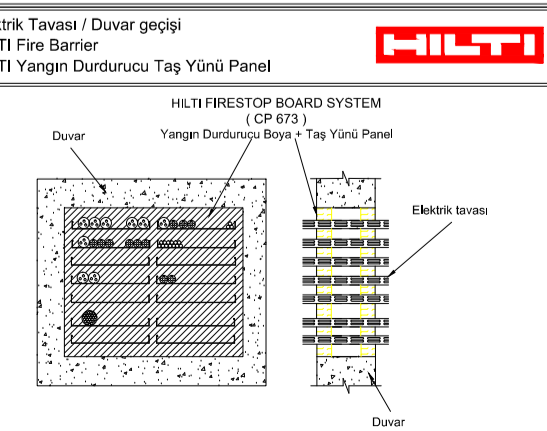 trik Tavası / Duvar geçişi
TI Fire Barrier
TI Yangın Durdurucu Taş Yünü Panel
HILTI
HILTI FIRESTOP BOARD SYSTEM
( CP 673 )
Yangın Durdurucu Boya + Taş Yünü Panel
Duvar
Elektrik tavası
Duvar